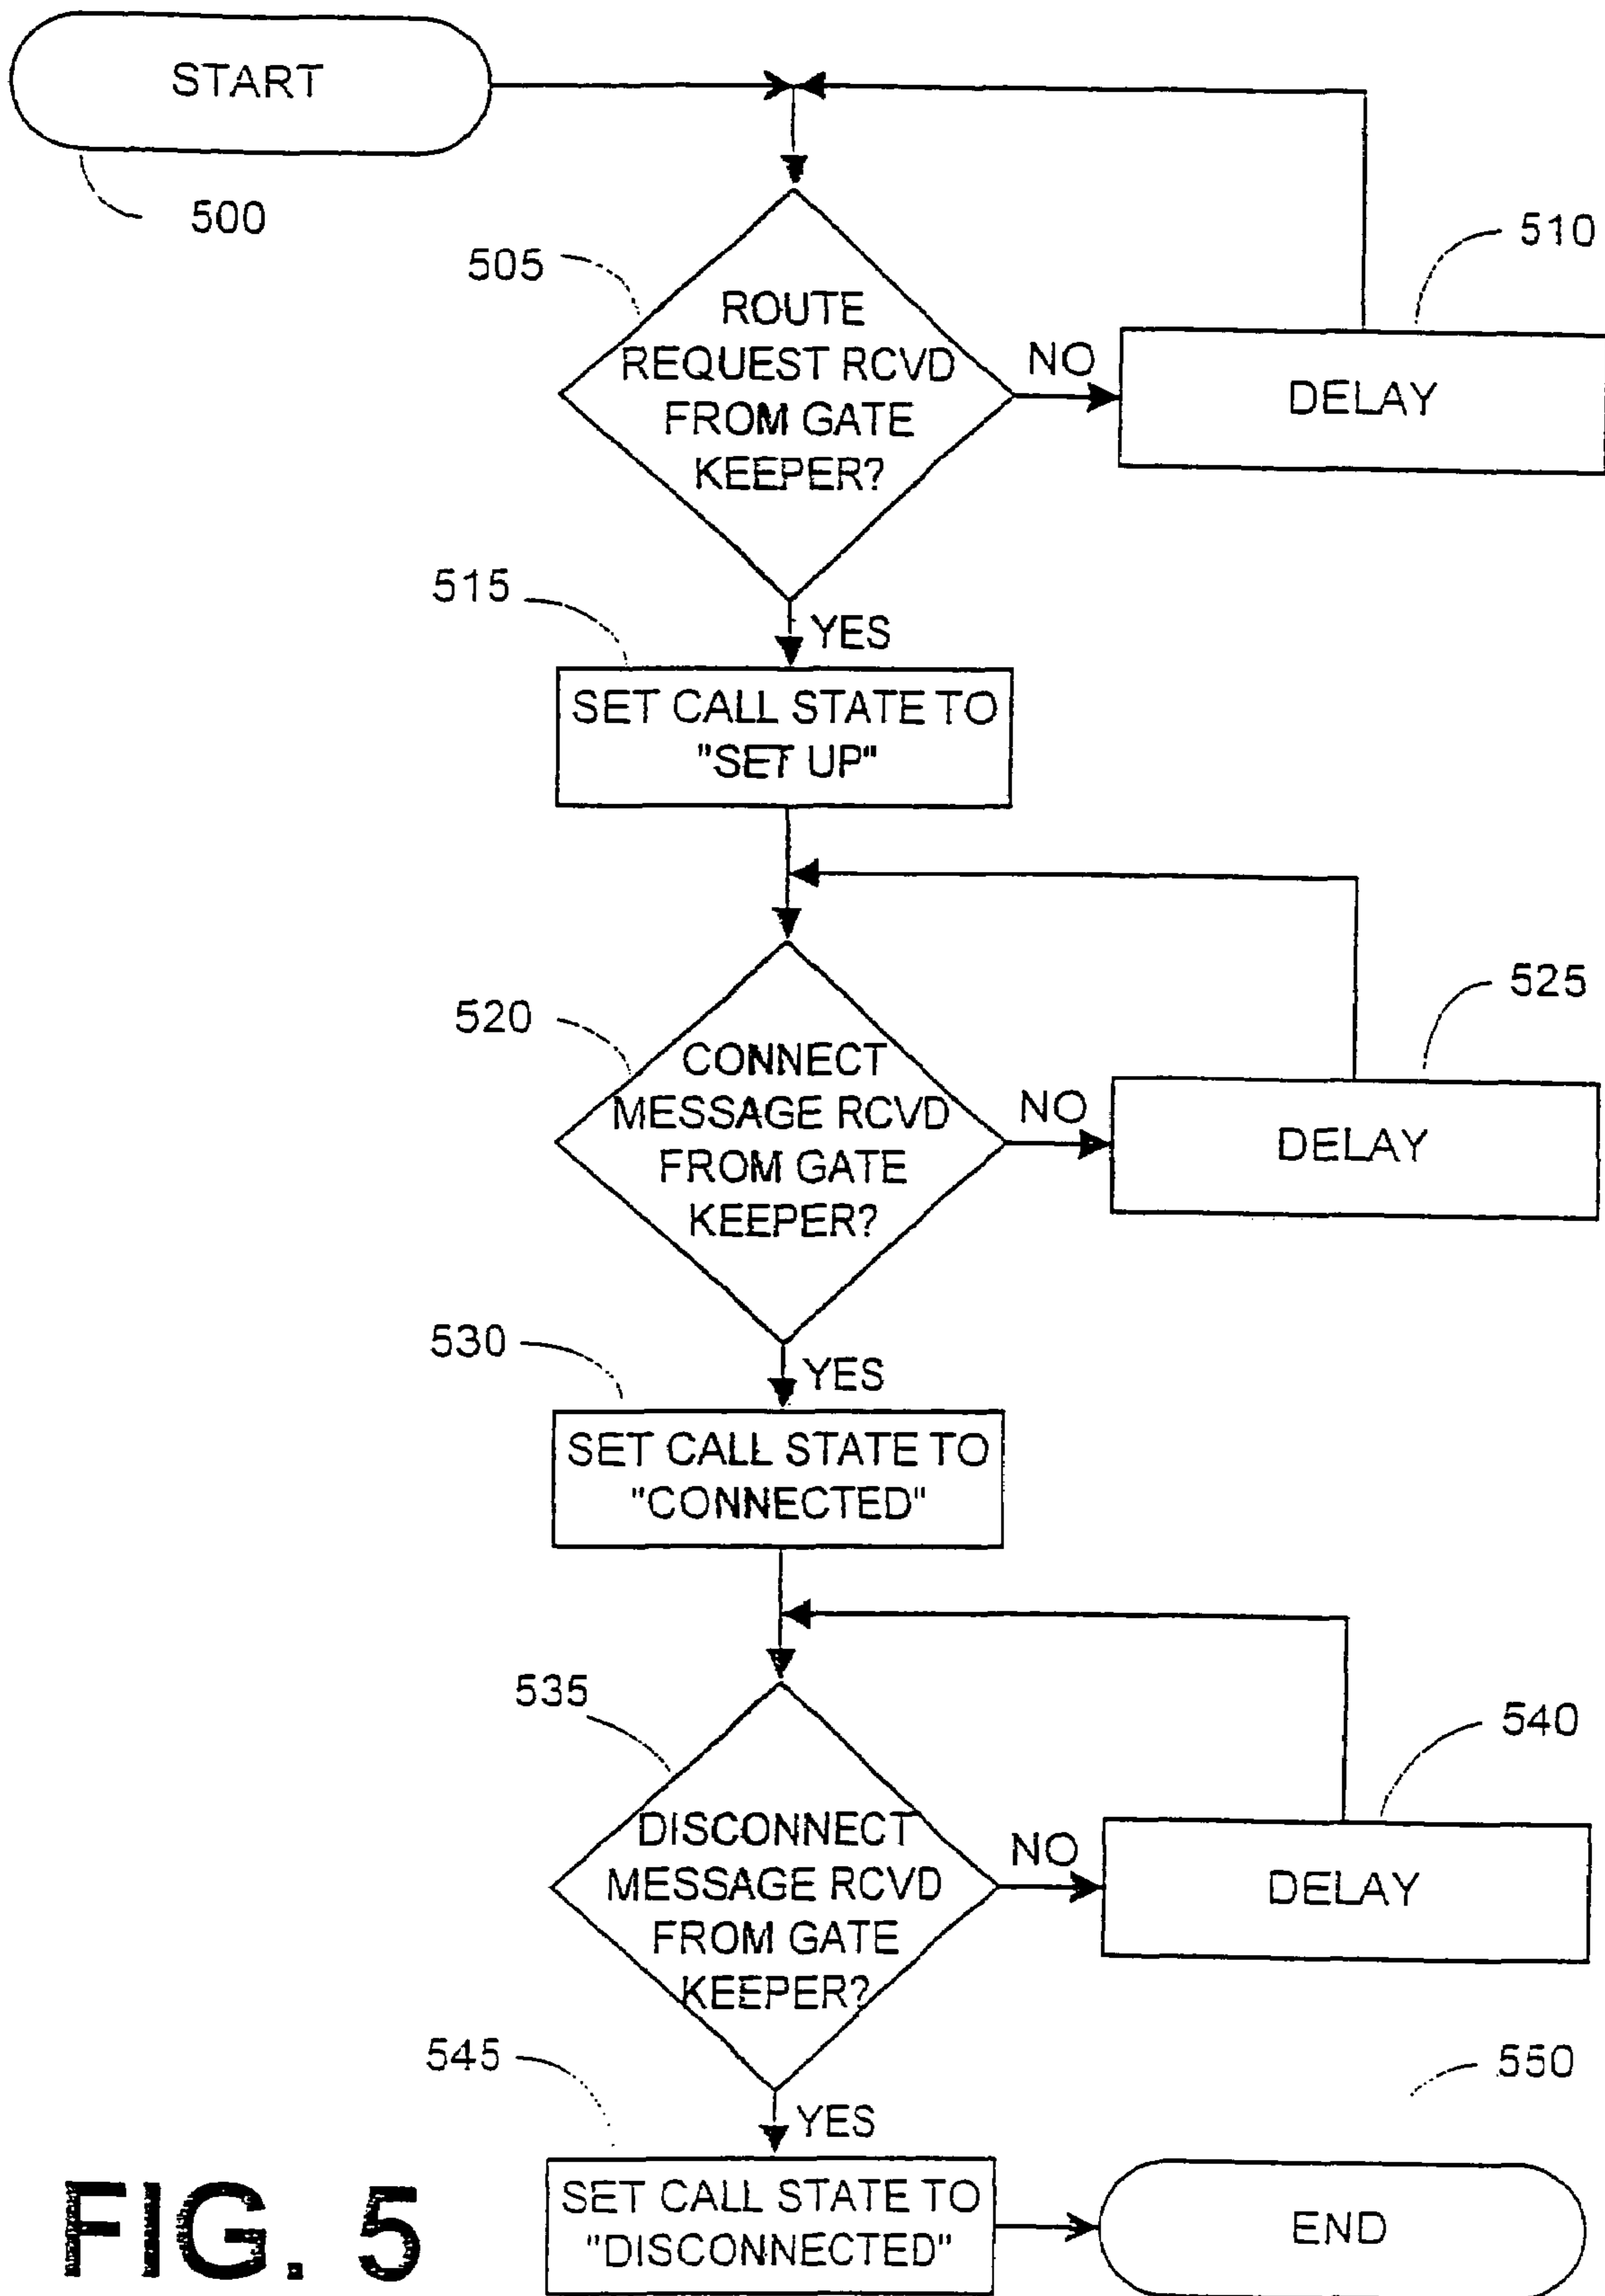 START
500
505
510
ROUTE
REQUEST RCVD
FROM GATE
KEEPER?
NO
DELAY
515
YES
SET CALL STATE TO
"SET UP"
520
525
CONNECT
MESSAGE RCVD
FROM GATE
KEEPER?
NO
DELAY
530
YES
SET CALL STATE TO
"CONNECTED"
535
540
DISCONNECT
MESSAGE RCVD
FROM GATE
KEEPER?
NO
DELAY
545
550
YES
SET CALL STATE TO
"DISCONNECTED"
END
FIG. 5